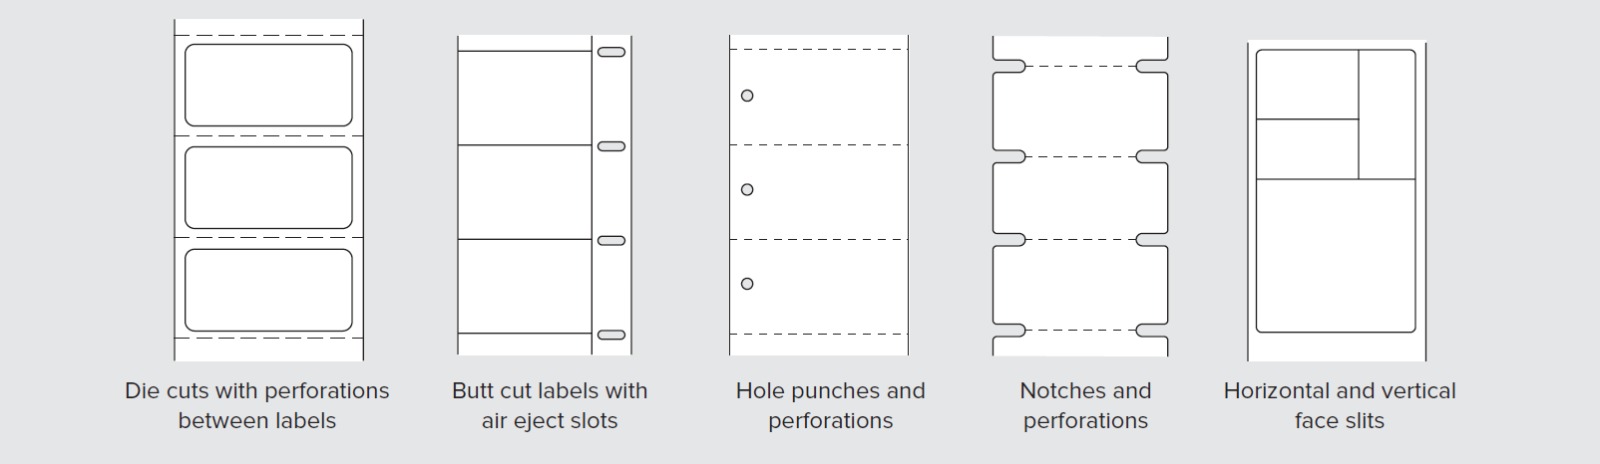 Die cuts with perforations
between labels
Butt cut labels with
air eject slots
Hole punches and
perforations
Notches and
perforations
Horizontal and vertical
face slits